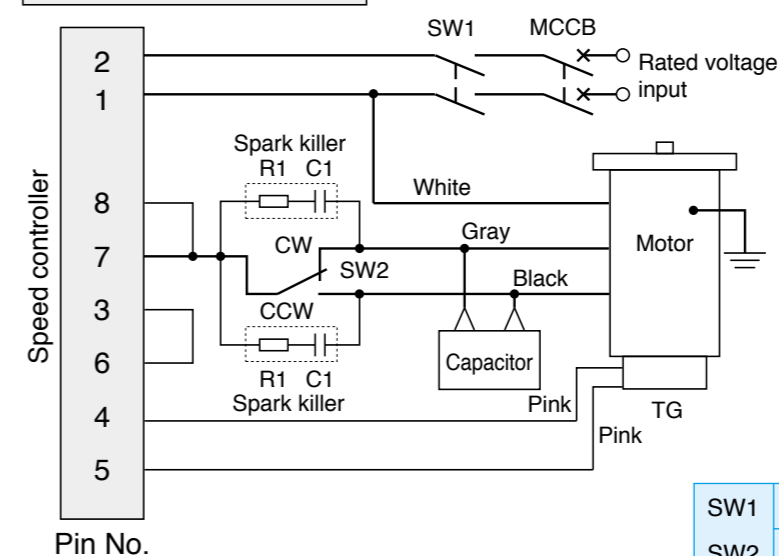 SW1 MCCB
2
Rated voltage
input
1
Spark killer
R1 C1
White
8
Speed controller
CW
Gray
Motor
7
SW2
Black
CCW
3
Capacitor
6
R1 C1
Spark killer
Pink
TG
4
Pink
5
SW1
SW2
Pin No.